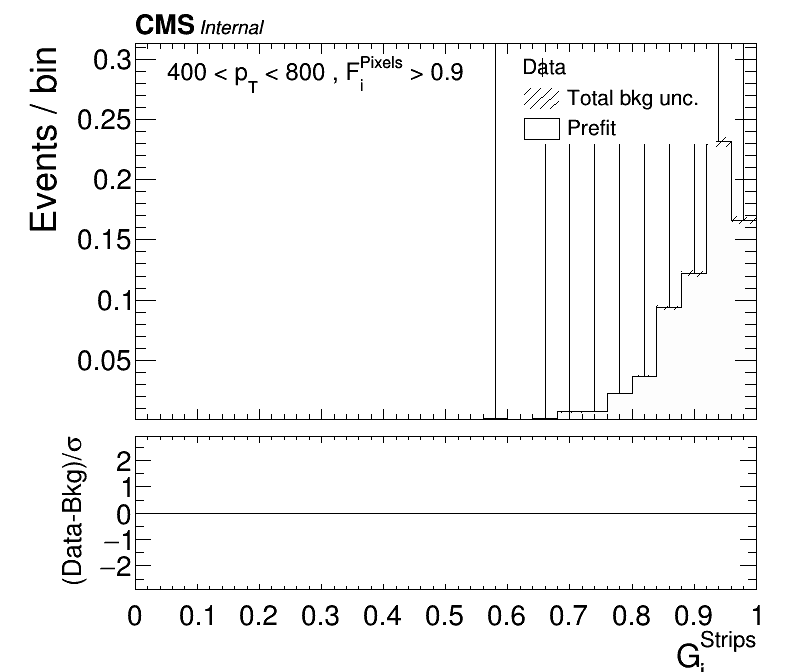 CMS Internal
400 < p_T < 800 , F_i^Pixels > 0.9
Data
Total bkg unc.
Prefit
Events / bin
0.3
0.25
0.2
0.15
0.1
0.05
(Data-Bkg)/σ
2
1
0
−1
−2
0 0.1 0.2 0.3 0.4 0.5 0.6 0.7 0.8 0.9 1
G_i^Strips